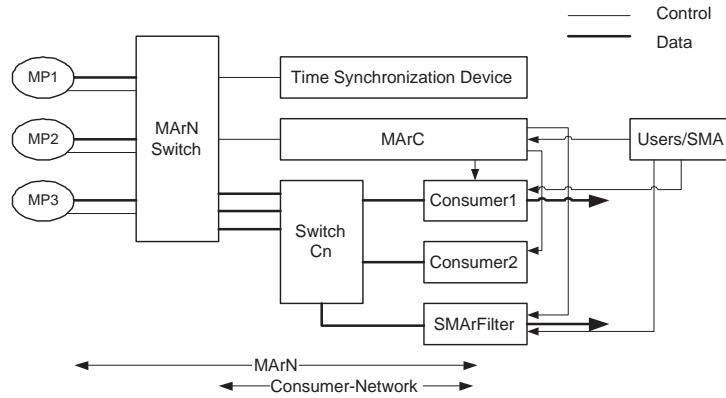 Control
Data
MP1
MP2
MP3
MArN
Switch
Time Synchronization Device
MArC
Users/SMA
Switch
Cn
Consumer1
Consumer2
SMArFilter
MArN
Consumer-Network